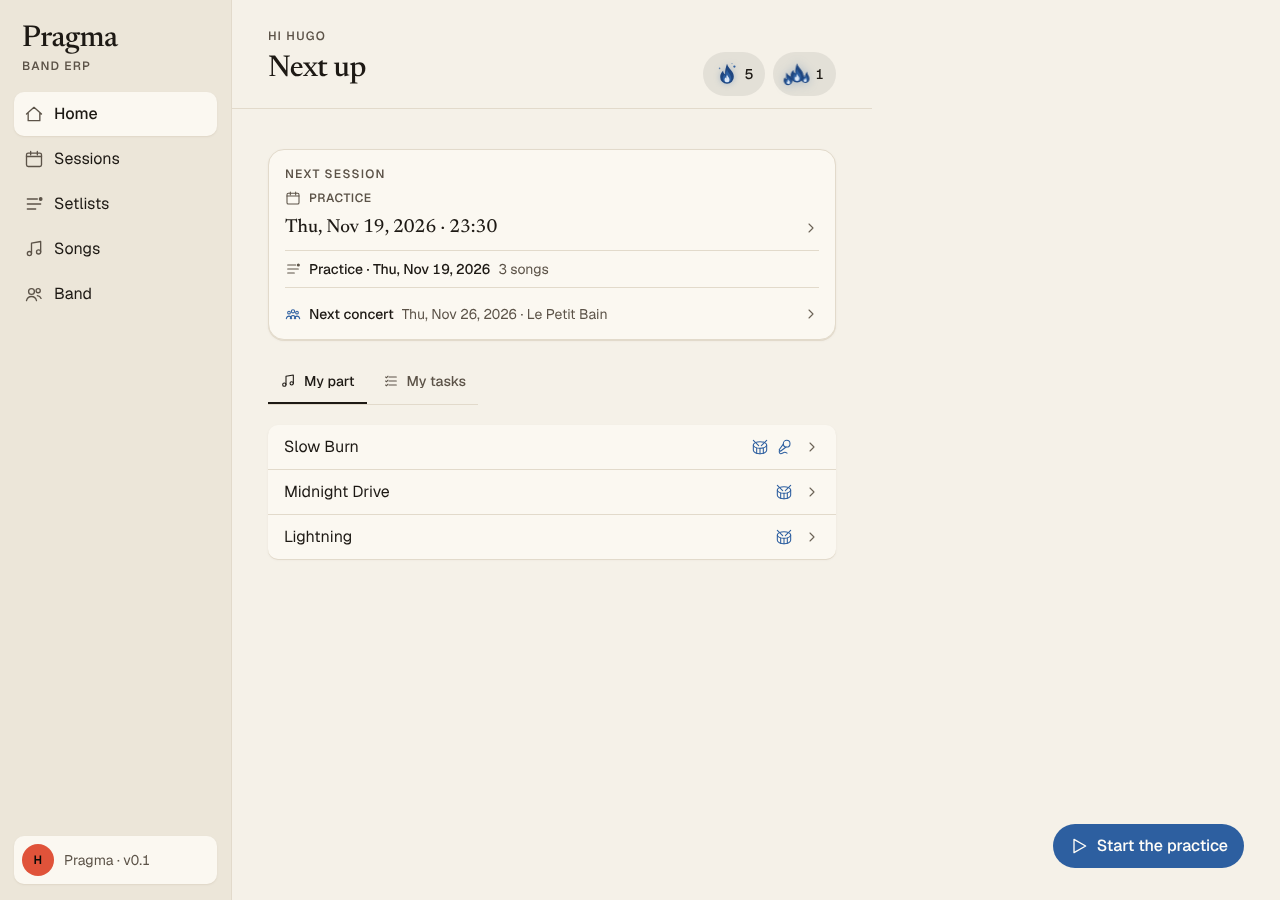 Pragma
BAND ERP
Home
Sessions
Setlists
Songs
Band
H
Pragma · v0.1
HI HUGO
Next up
5
1
NEXT SESSION
PRACTICE
Thu, Nov 19, 2026 · 23:30
Practice · Thu, Nov 19, 2026 3 songs
Next concert Thu, Nov 26, 2026 · Le Petit Bain
My part My tasks
Slow Burn
Midnight Drive
Lightning
Start the practice